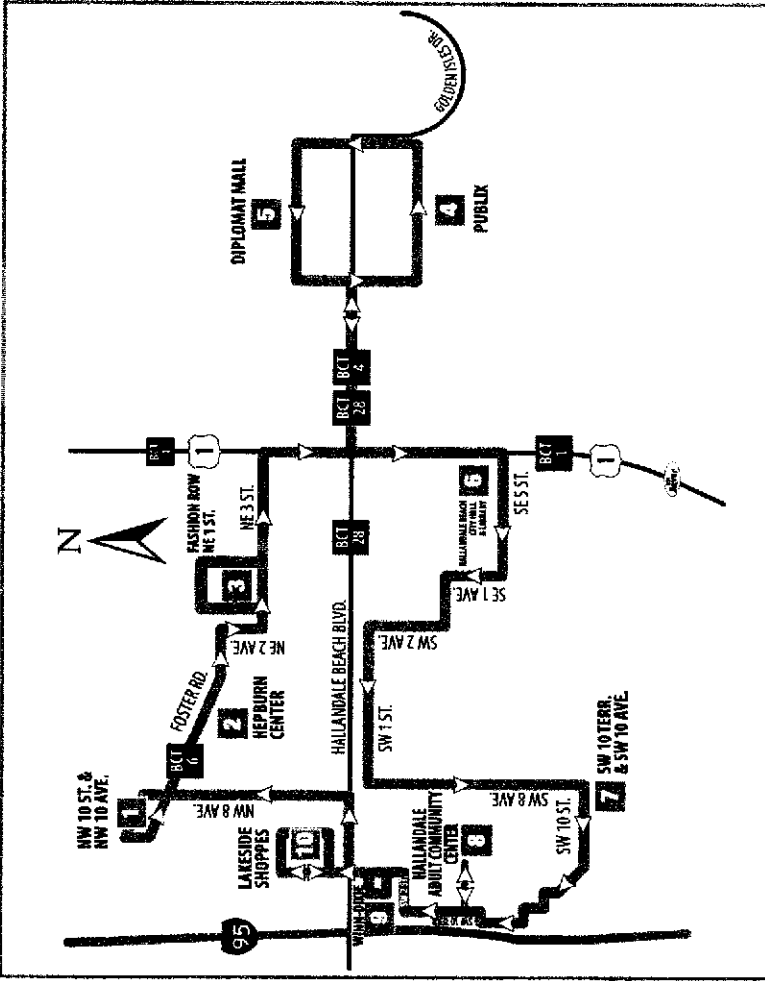 N
GOLDEN ISLES DR.
DIPLOMAT MALL
5
4
PUBLIX
BCT
4
BCT
28
1
FASHION ROW
NE 1 ST.
3
NE 3 ST.
NE 2 AVE.
FOSTER RD.
2
HEPBURN
CENTER
BCT
6
NW 10 ST. &
NW 10 AVE.
1
NW 8 AVE.
HALLANDALE BEACH BLVD.
BCT
28
BCT
1
1
SE 5 ST.
HALLANDALE BEACH
CITY HALL
& LIBRARY
6
SE 1 AVE.
SW 2 AVE.
SW 1 ST.
SW 8 AVE.
SW 10 ST.
7
SW 10 TERR.
& SW 10 AVE.
HALLANDALE
ADULT COMMUNITY
CENTER
8
WINN-DIXIE
9
LAKESIDE
SHOPPES
10
95